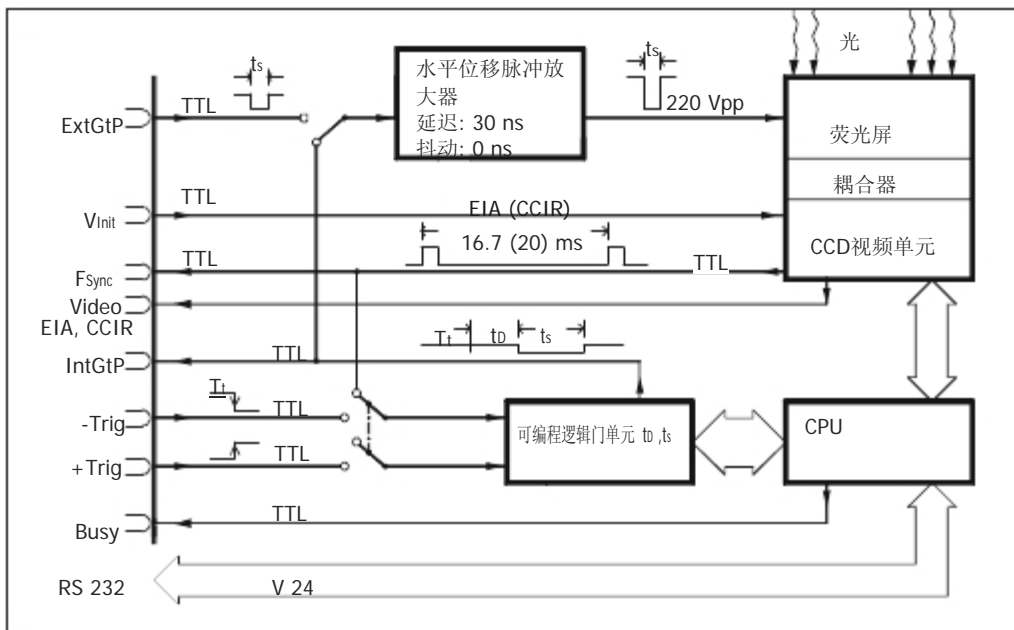 光
ts
水平位移脉冲放
大器
延迟: 30 ns
抖动: 0 ns
ts
220 Vpp
ExtGtP
TTL
荧光屏
耦合器
CCD视频单元
VInit
TTL
EIA (CCIR)
16.7 (20) ms
FSync
TTL
TTL
Video
EIA, CCIR
Tt
tD
ts
IntGtP
TTL
Tt
-Trig
TTL
可编程逻辑门单元 tD ,ts
CPU
+Trig
TTL
Busy
TTL
RS 232
V 24